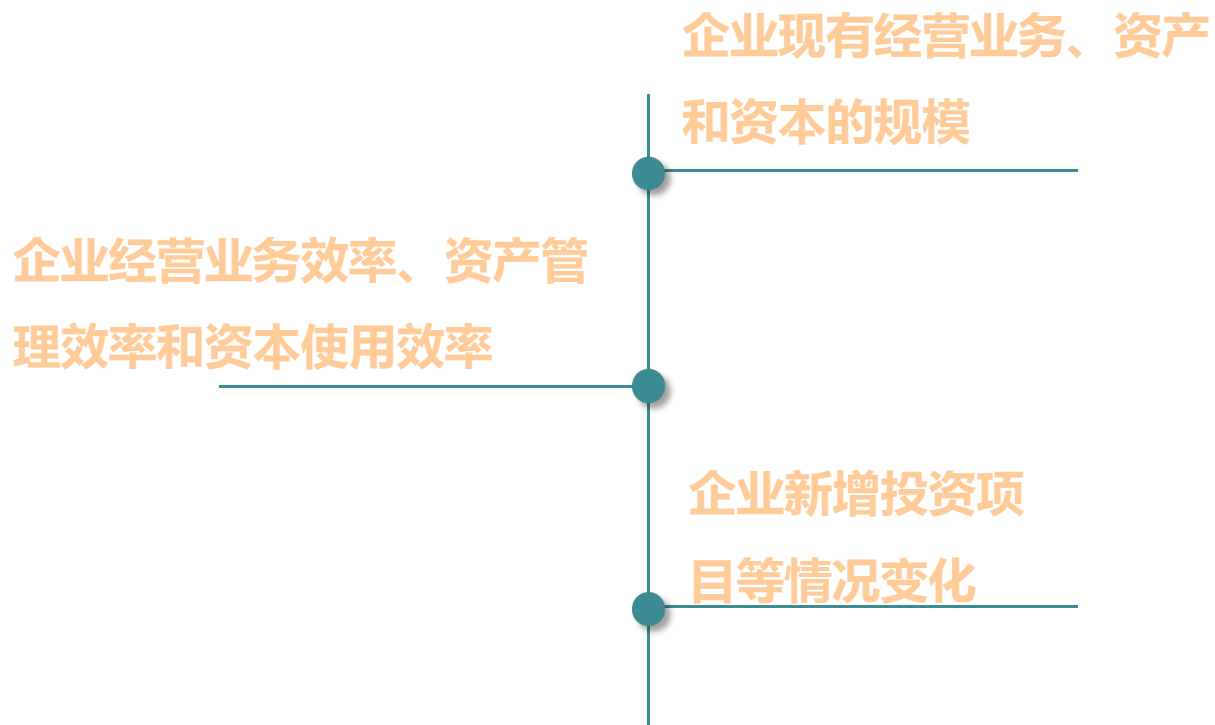 企业现有经营业务、资产
和资本的规模
企业经营业务效率、资产管
理效率和资本使用效率
企业新增投资项
目等情况变化